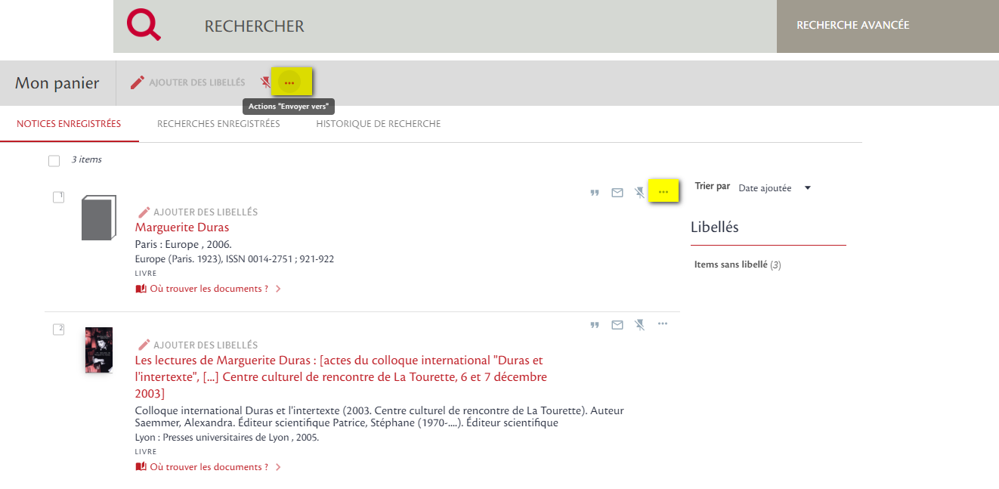 RECHERCHER
RECHERCHE AVANCÉE
Mon panier
AJOUTER DES LIBELLÉS
...
Actions "Envoyer vers"
NOTICES ENREGISTRÉES
RECHERCHES ENREGISTRÉES
HISTORIQUE DE RECHERCHE
3 items
Trier par
Date ajoutée
1
AJOUTER DES LIBELLÉS
Marguerite Duras
Paris : Europe , 2006.
Europe (Paris. 1923), ISSN 0014-2751 ; 921-922
LIVRE
Où trouver les documents ?
Libellés
Items sans libellé (3)
2
AJOUTER DES LIBELLÉS
Les lectures de Marguerite Duras : [actes du colloque international "Duras et
l'intertexte", [...] Centre culturel de rencontre de La Tourette, 6 et 7 décembre
2003]
Colloque international Duras et l'intertexte (2003. Centre culturel de rencontre de La Tourette). Auteur
Saemmer, Alexandra. Éditeur scientifique Patrice, Stéphane (1970-....). Éditeur scientifique
Lyon : Presses universitaires de Lyon , 2005.
LIVRE
Où trouver les documents ?